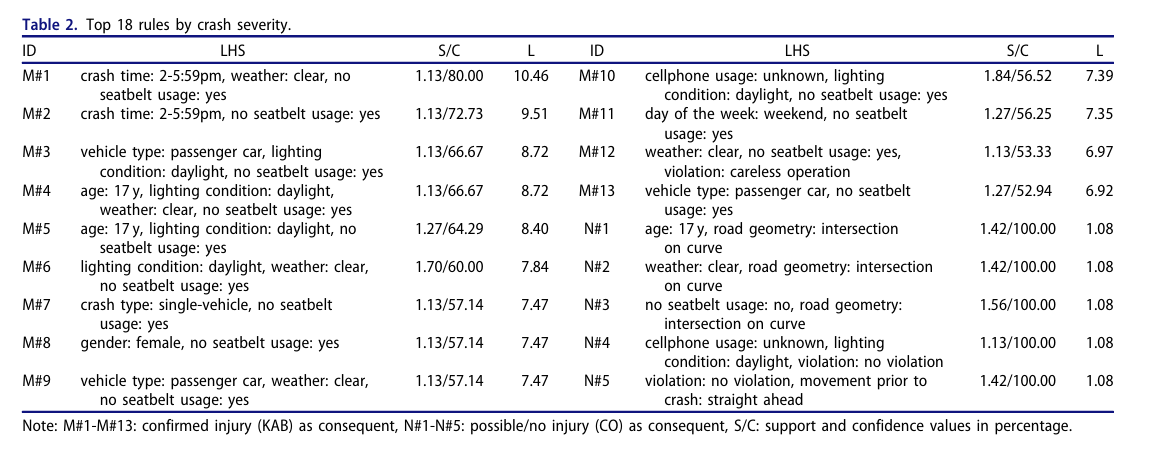 Table 2. Top 18 rules by crash severity.
ID LHS S/C L ID LHS S/C L
M#1 crash time: 2-5:59pm, weather: clear, no 1.13/80.00 10.46 M#10 cellphone usage: unknown, lighting 1.84/56.52 7.39
seatbelt usage: yes condition: daylight, no seatbelt usage: yes
M#2 crash time: 2-5:59pm, no seatbelt usage: yes 1.13/72.73 9.51 M#11 day of the week: weekend, no seatbelt 1.27/56.25 7.35
usage: yes
M#3 vehicle type: passenger car, lighting 1.13/66.67 8.72 M#12 weather: clear, no seatbelt usage: yes, 1.13/53.33 6.97
condition: daylight, no seatbelt usage: yes violation: careless operation
M#4 age: 17 y, lighting condition: daylight, 1.13/66.67 8.72 M#13 vehicle type: passenger car, no seatbelt 1.27/52.94 6.92
weather: clear, no seatbelt usage: yes usage: yes
M#5 age: 17 y, lighting condition: daylight, no 1.27/64.29 8.40 N#1 age: 17 y, road geometry: intersection 1.42/100.00 1.08
seatbelt usage: yes on curve
M#6 lighting condition: daylight, weather: clear, 1.70/60.00 7.84 N#2 weather: clear, road geometry: intersection 1.42/100.00 1.08
no seatbelt usage: yes on curve
M#7 crash type: single-vehicle, no seatbelt 1.13/57.14 7.47 N#3 no seatbelt usage: no, road geometry: 1.56/100.00 1.08
usage: yes intersection on curve
M#8 gender: female, no seatbelt usage: yes 1.13/57.14 7.47 N#4 cellphone usage: unknown, lighting 1.13/100.00 1.08
condition: daylight, violation: no violation
M#9 vehicle type: passenger car, weather: clear, 1.13/57.14 7.47 N#5 violation: no violation, movement prior to 1.42/100.00 1.08
no seatbelt usage: yes crash: straight ahead
Note: M#1-M#13: confirmed injury (KAB) as consequent, N#1-N#5: possible/no injury (CO) as consequent, S/C: support and confidence values in percentage.